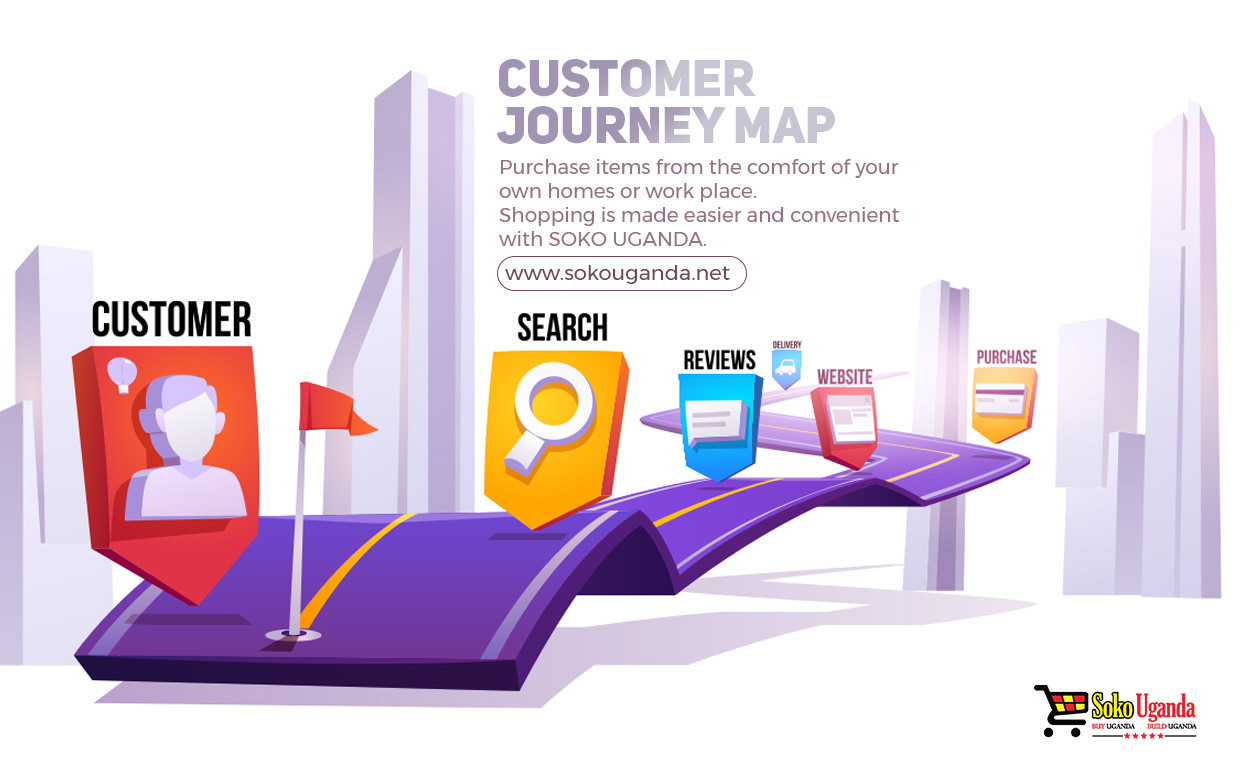 CUSTOMER
JOURNEY MAP
Purchase items from the comfort of your
own homes or work place.
Shopping is made easier and convenient
with SOKO UGANDA.
www.sokouganda.net
CUSTOMER
SEARCH
REVIEWS
DELIVERY
WEBSITE
PURCHASE
Soko Uganda
BUY UGANDA BUILD UGANDA